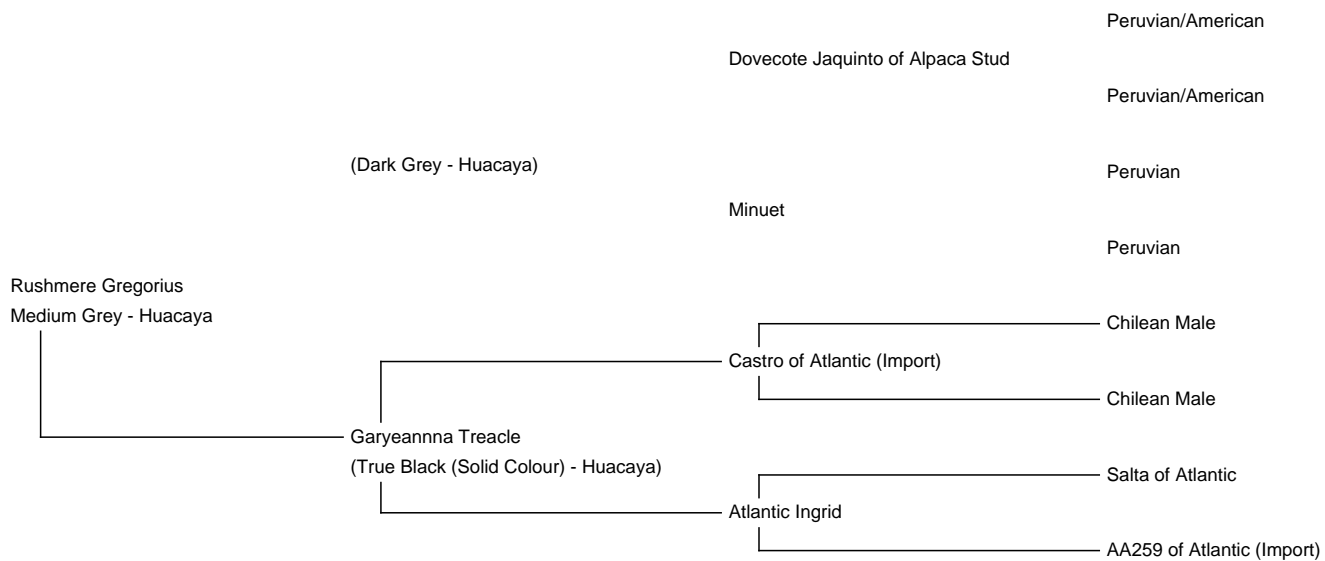 Peruvian/American
Dovecote Jaquinto of Alpaca Stud
Peruvian/American
(Dark Grey - Huacaya)
Peruvian
Minuet
Peruvian
Rushmere Gregorius
Medium Grey - Huacaya
Chilean Male
Castro of Atlantic (Import)
Chilean Male
Garyeannna Treacle
(True Black (Solid Colour) - Huacaya)
Salta of Atlantic
Atlantic Ingrid
AA259 of Atlantic (Import)